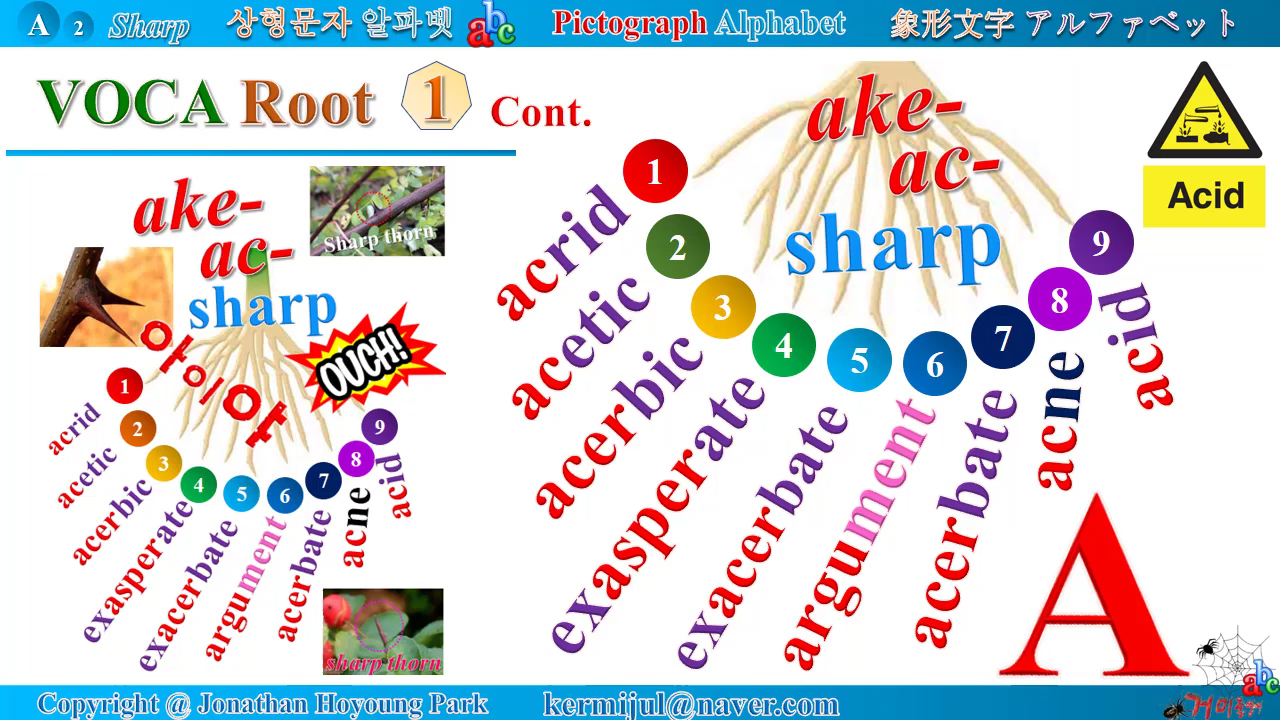 A 2 Sharp 상형문자 알파벳 abc Pictograph Alphabet 象形文字 アルファベット
VOCA Root 1 Cont.
ake-
ac-
sharp
Sharp thorn
아이야
OUCH!
1 acrid
2 acetic
3 acerbic
4 exasperate
5 exacerbate
6 argument
7 acerbate
8 acne
9 acid
sharp thorn
ake-
ac-
sharp
1 acrid
2 acetic
3 acerbic
4 exasperate
5 exacerbate
6 argument
7 acerbate
8 acne
9 acid
Acid
A
abc
Copyright @ Jonathan Hoyoung Park kermijul@naver.com